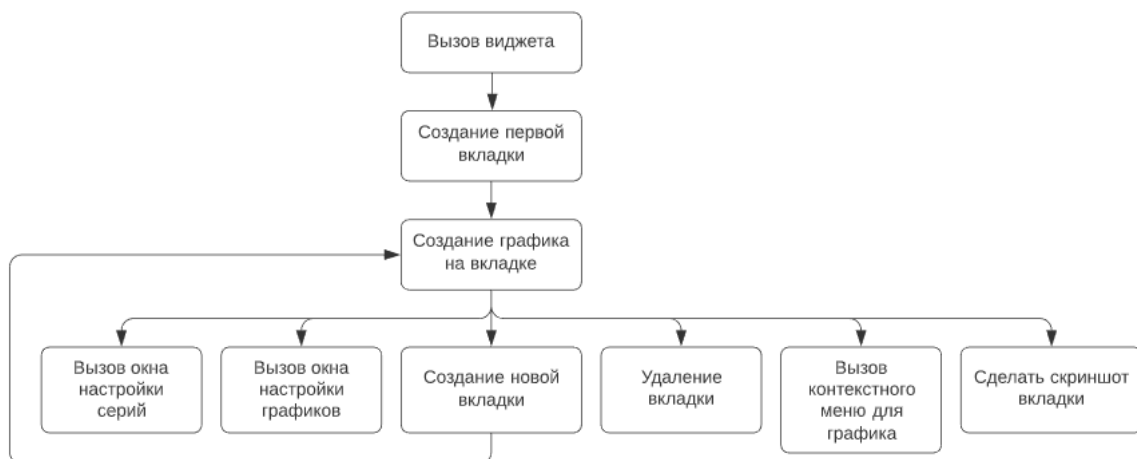 Вызов виджета
Создание первой
вкладки
Создание графика
на вкладке
Вызов окна
настройки
серий
Вызов окна
настройки
графиков
Создание новой
вкладки
Удаление
вкладки
Вызов
контекстного
меню для
графика
Сделать скриншот
вкладки